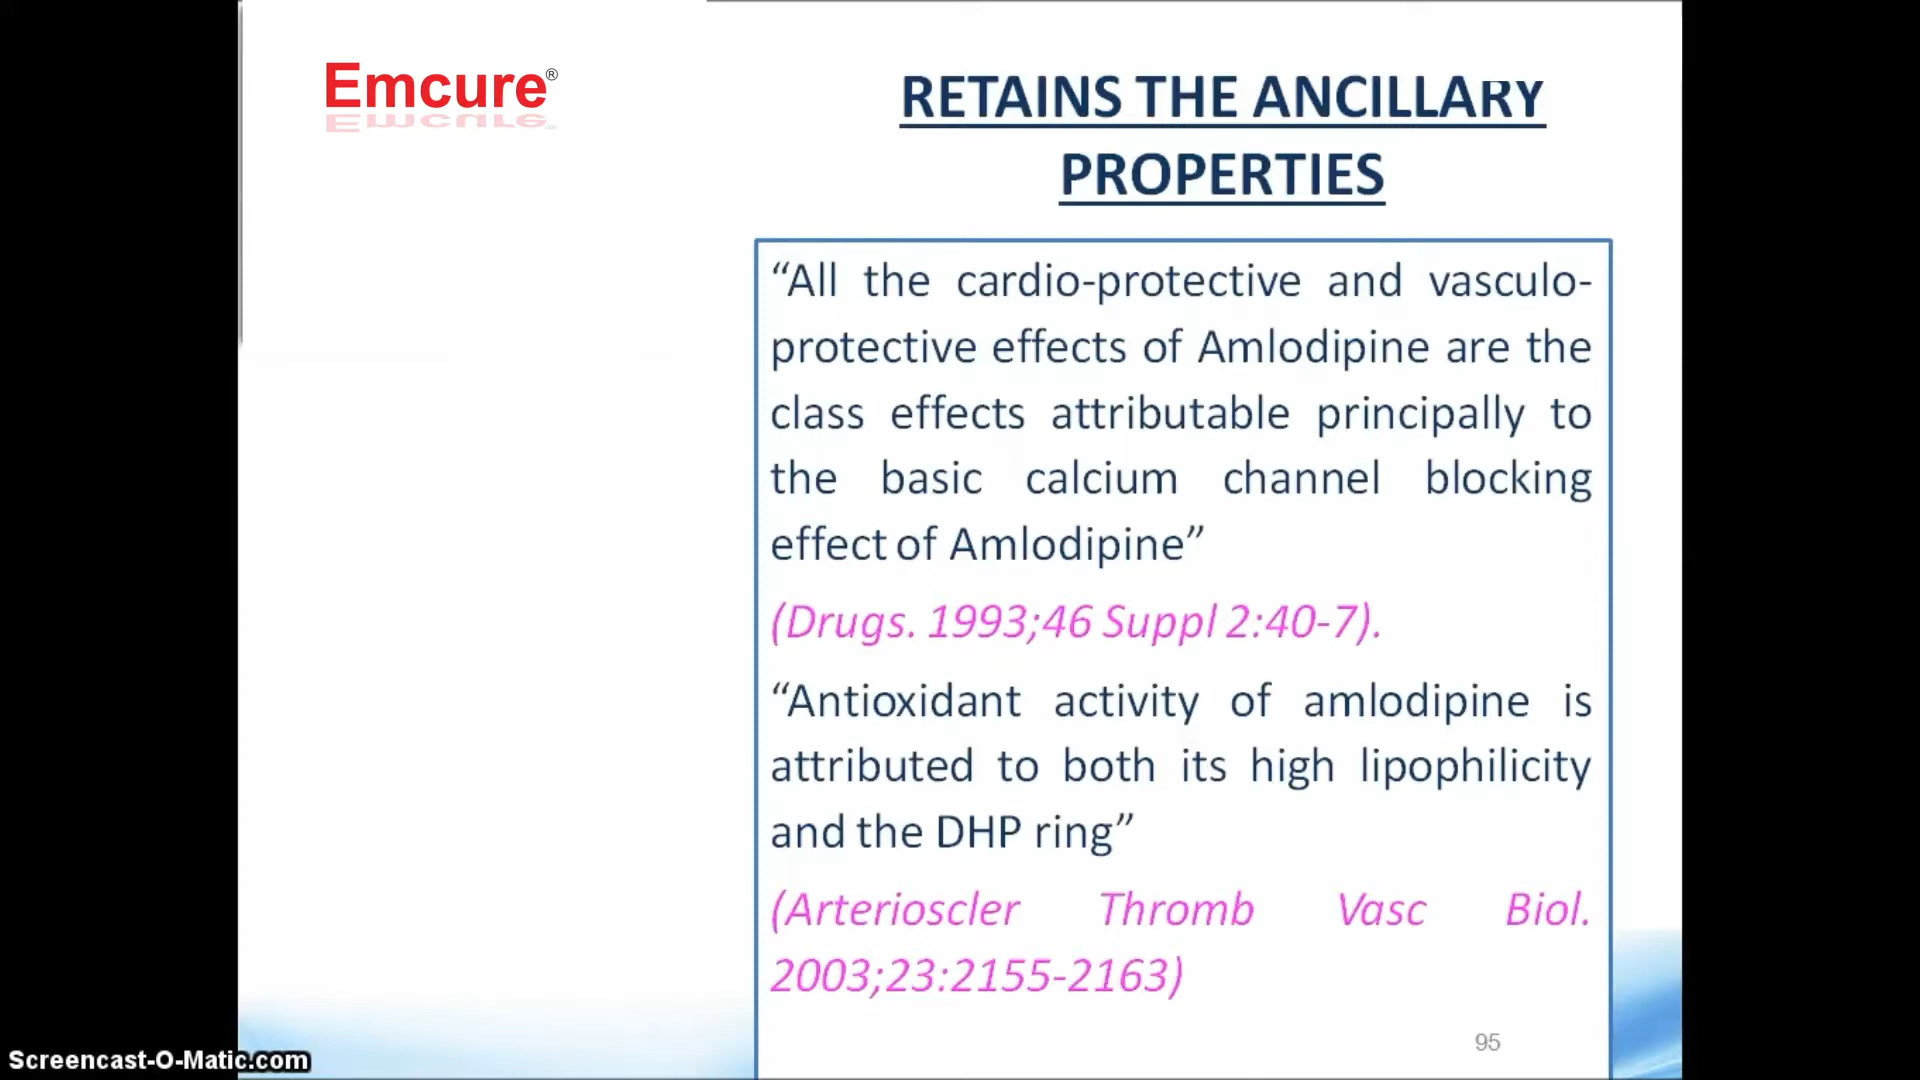 Emcure®
RETAINS THE ANCILLARY
PROPERTIES
“All the cardio-protective and vasculo-
protective effects of Amlodipine are the
class effects attributable principally to
the basic calcium channel blocking
effect of Amlodipine”
(Drugs. 1993;46 Suppl 2:40-7).
“Antioxidant activity of amlodipine is
attributed to both its high lipophilicity
and the DHP ring”
(Arterioscler Thromb Vasc Biol.
2003;23:2155-2163)
95
Screencast-O-Matic.com